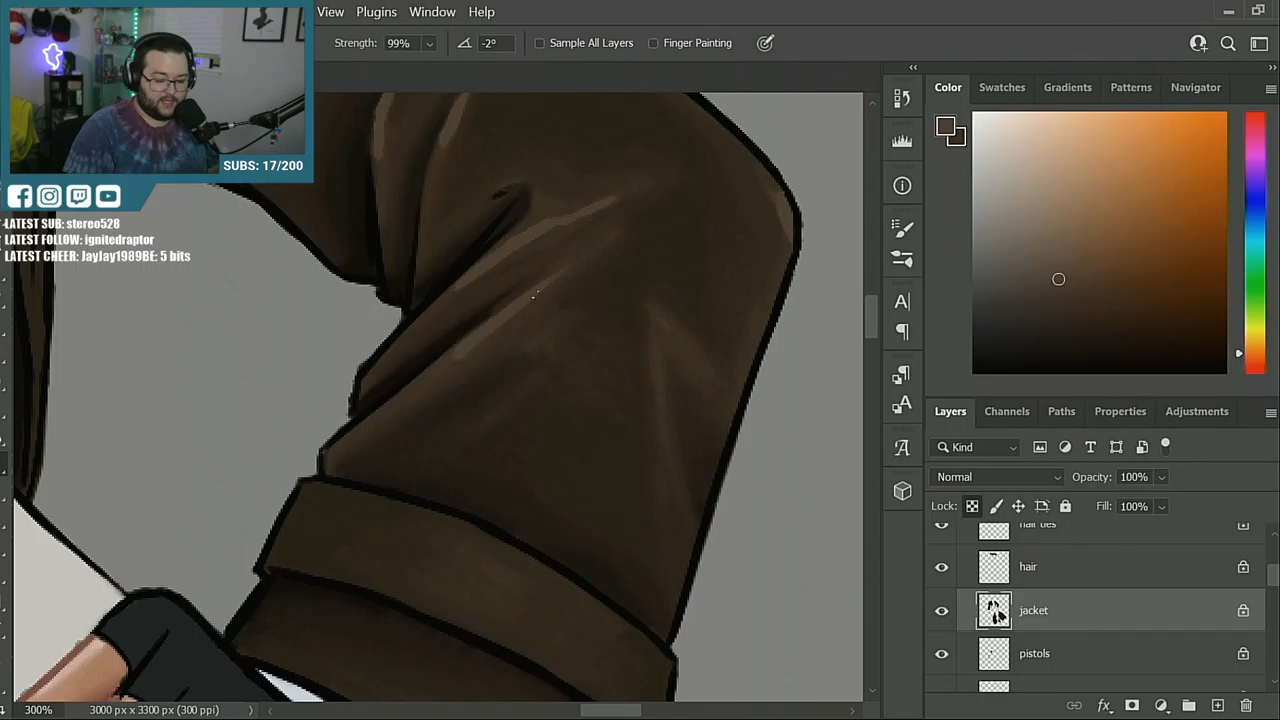 View Plugins Window Help
Strength: 99% -2° Sample All Layers Finger Painting
SUBS: 17/200
LATEST SUB: stereo528
LATEST FOLLOW: ignitedraptor
LATEST CHEER: JayJay1989BE: 5 bits
Color Swatches Gradients Patterns Navigator
Layers Channels Paths Properties Adjustments
Kind
Normal Opacity: 100%
Lock: Fill: 100%
hair ties
hair
jacket
pistols
300% 3000 px x 3300 px (300 ppi)